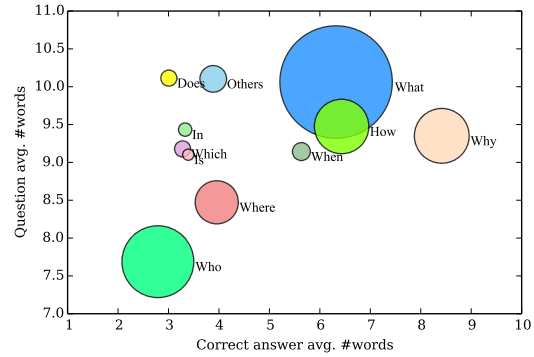 11.0
10.5
10.0
9.5
9.0
8.5
8.0
7.5
7.0
Question avg. #words
What
Does
Others
In
How
Why
Which
Is
When
Where
Who
1 2 3 4 5 6 7 8 9 10
Correct answer avg. #words